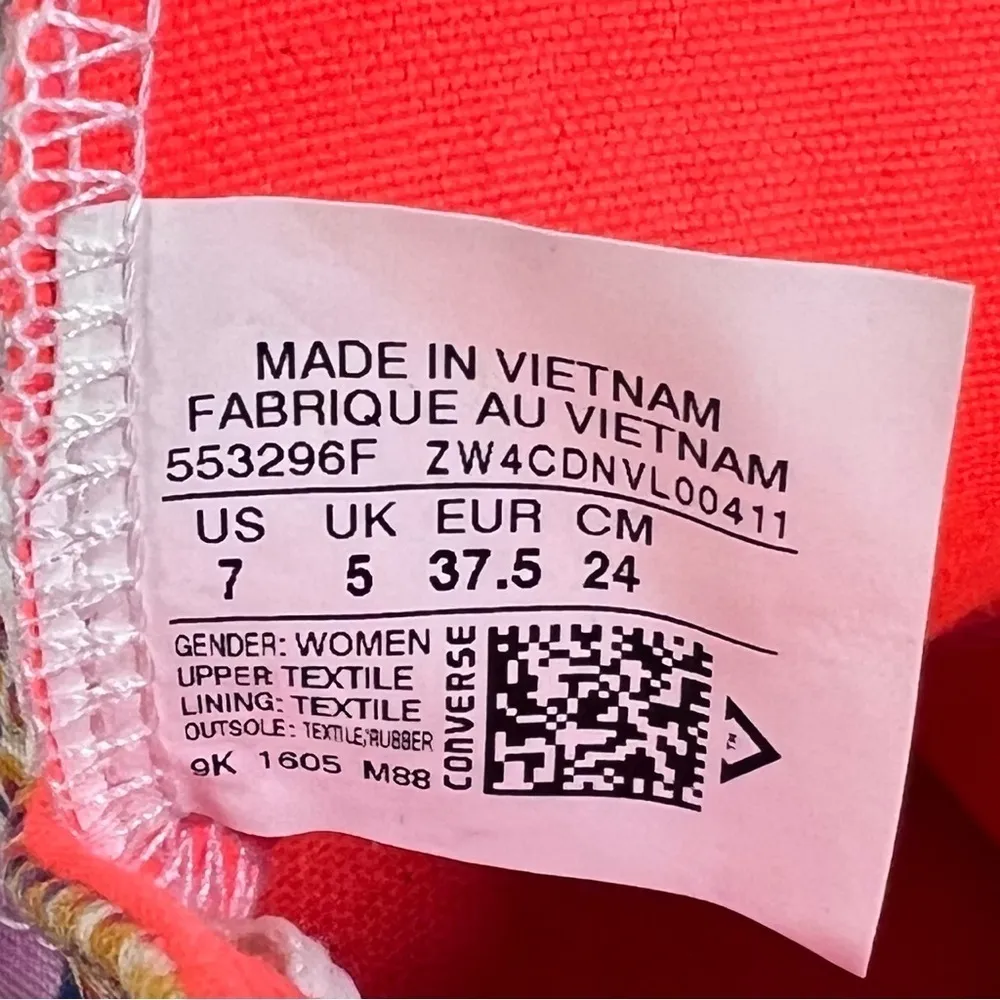 MADE IN VIETNAM
FABRIQUE AU VIETNAM
553296F ZW4CDNVL00411
US UK EUR CM
7 5 37.5 24
GENDER: WOMEN
UPPER TEXTILE
LINING: TEXTILE
OUTSOLE: TEXTILE,RUBBER
9K 1605 M88
CONVERSE
TM